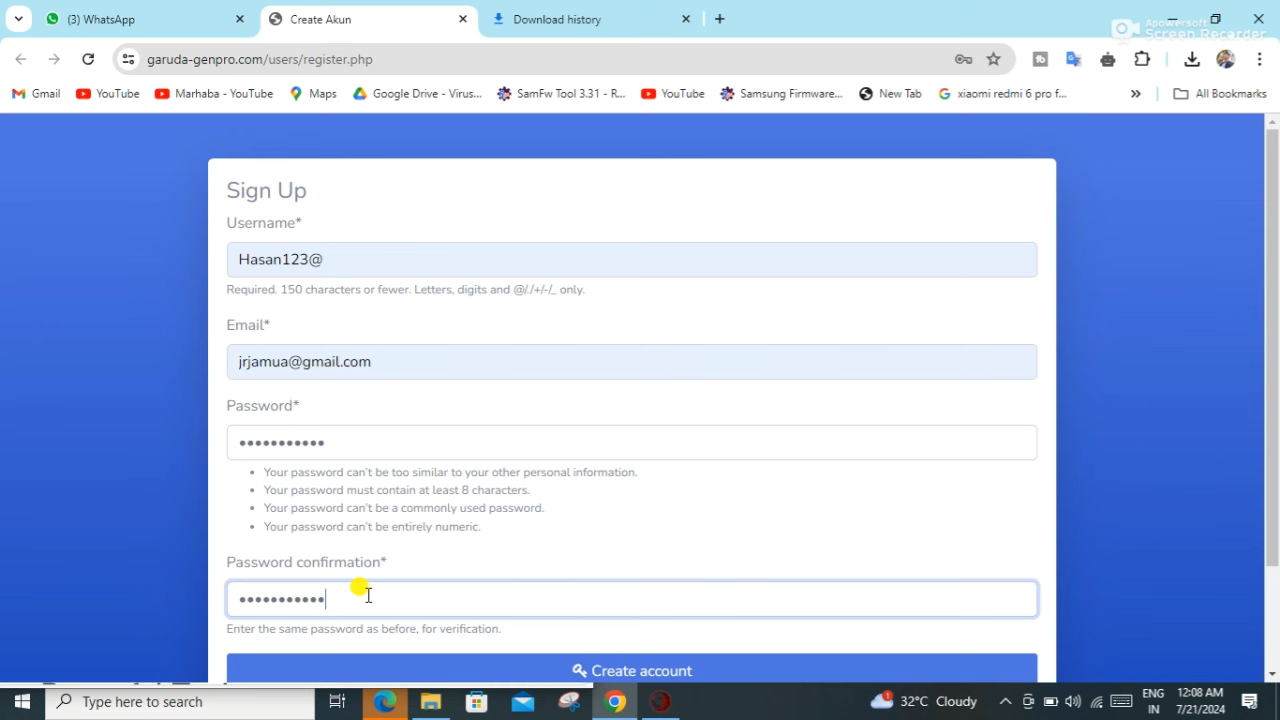 (3) WhatsApp
Create Akun
Download history
Apowersoft
Screen Recorder
garuda-genpro.com/users/register.php
Gmail
YouTube
Marhaba - YouTube
Maps
Google Drive - Virus...
SamFw Tool 3.31 - R...
YouTube
Samsung Firmware...
New Tab
xiaomi redmi 6 pro f...
»
All Bookmarks
Sign Up
Username*
Hasan123@
Required. 150 characters or fewer. Letters, digits and @/./+/-/_ only.
Email*
jrjamua@gmail.com
Password*
•••••••••••
• Your password can't be too similar to your other personal information.
• Your password must contain at least 8 characters.
• Your password can't be a commonly used password.
• Your password can't be entirely numeric.
Password confirmation*
•••••••••••
Enter the same password as before, for verification.
Create account
Type here to search
1
32°C Cloudy
ENG
IN
12:08 AM
7/21/2024